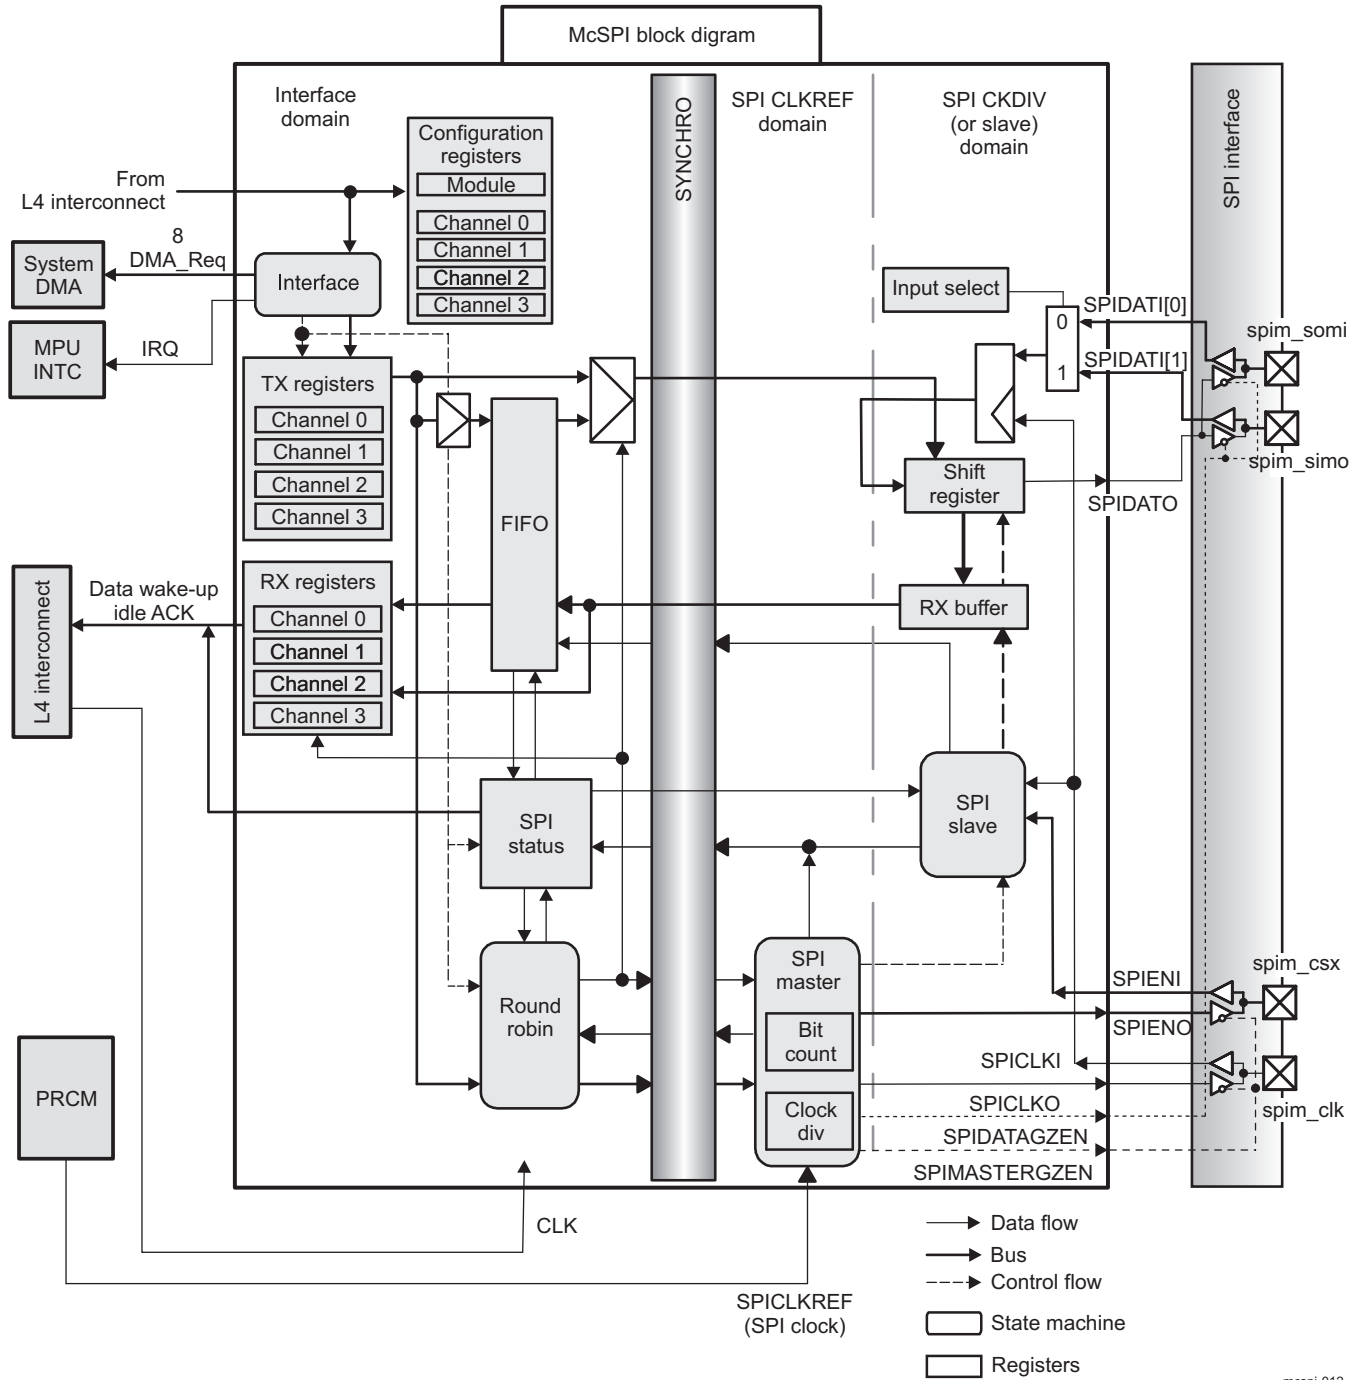 McSPI block digram
Interface
domain
SPI CLKREF
domain
SPI CKDIV
(or slave)
domain
SYNCHRO
SPI interface
Configuration
registers
Module
Channel 0
Channel 1
Channel 2
Channel 3
From
L4 interconnect
8
DMA_Req
System
DMA
Interface
MPU
INTC
IRQ
Input select
0
1
SPIDATI[0]
SPIDATI[1]
spim_somi
spim_simo
TX registers
Channel 0
Channel 1
Channel 2
Channel 3
FIFO
Shift
register
SPIDATO
L4 interconnect
Data wake-up
idle ACK
RX registers
Channel 0
Channel 1
Channel 2
Channel 3
RX buffer
SPI
status
SPI
slave
Round
robin
SPI
master
Bit
count
Clock
div
SPIENI
SPIENO
SPICLKI
SPICLKO
SPIDATAGZEN
SPIMASTERGZEN
spim_csx
spim_clk
PRCM
CLK
SPICLKREF
(SPI clock)
Data flow
Bus
Control flow
State machine
Registers